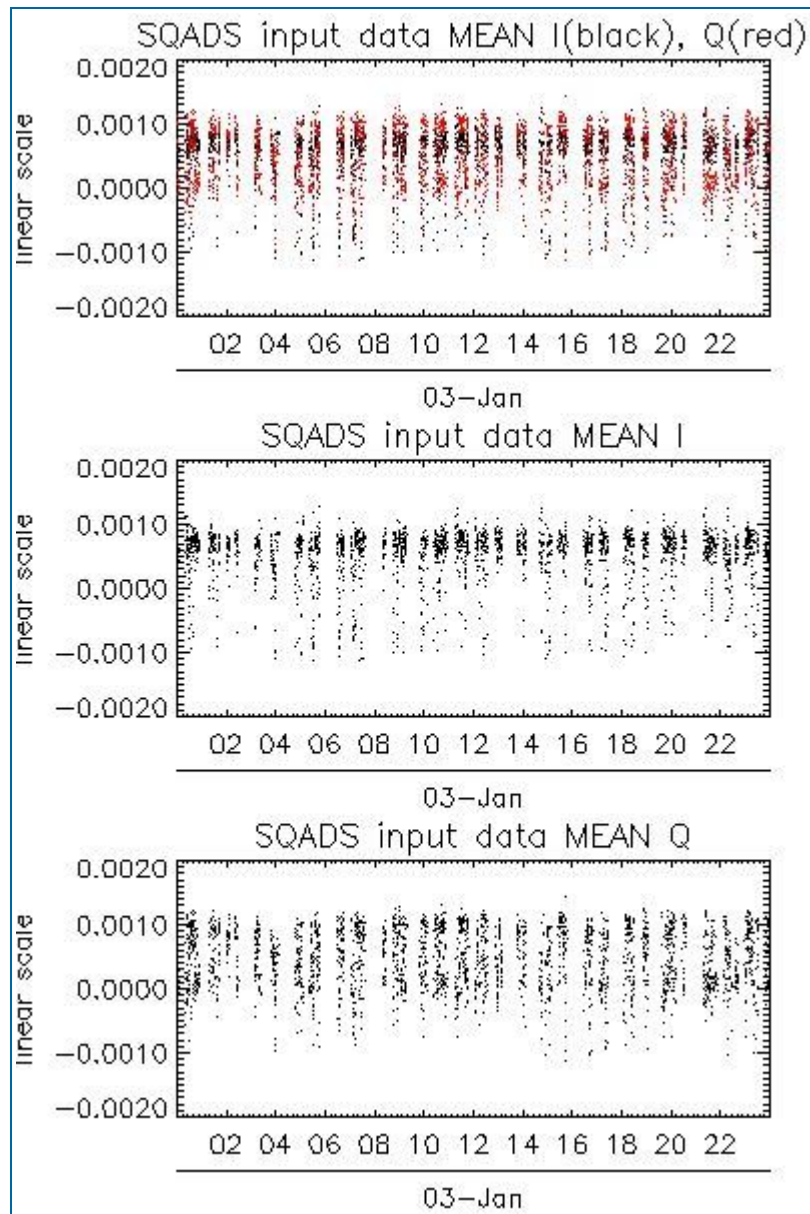 SQADS input data MEAN I(black), Q(red)
linear scale
0.0020
0.0010
0.0000
−0.0010
−0.0020
02 04 06 08 10 12 14 16 18 20 22
03−Jan
SQADS input data MEAN I
linear scale
0.0020
0.0010
0.0000
−0.0010
−0.0020
02 04 06 08 10 12 14 16 18 20 22
03−Jan
SQADS input data MEAN Q
linear scale
0.0020
0.0010
0.0000
−0.0010
−0.0020
02 04 06 08 10 12 14 16 18 20 22
03−Jan